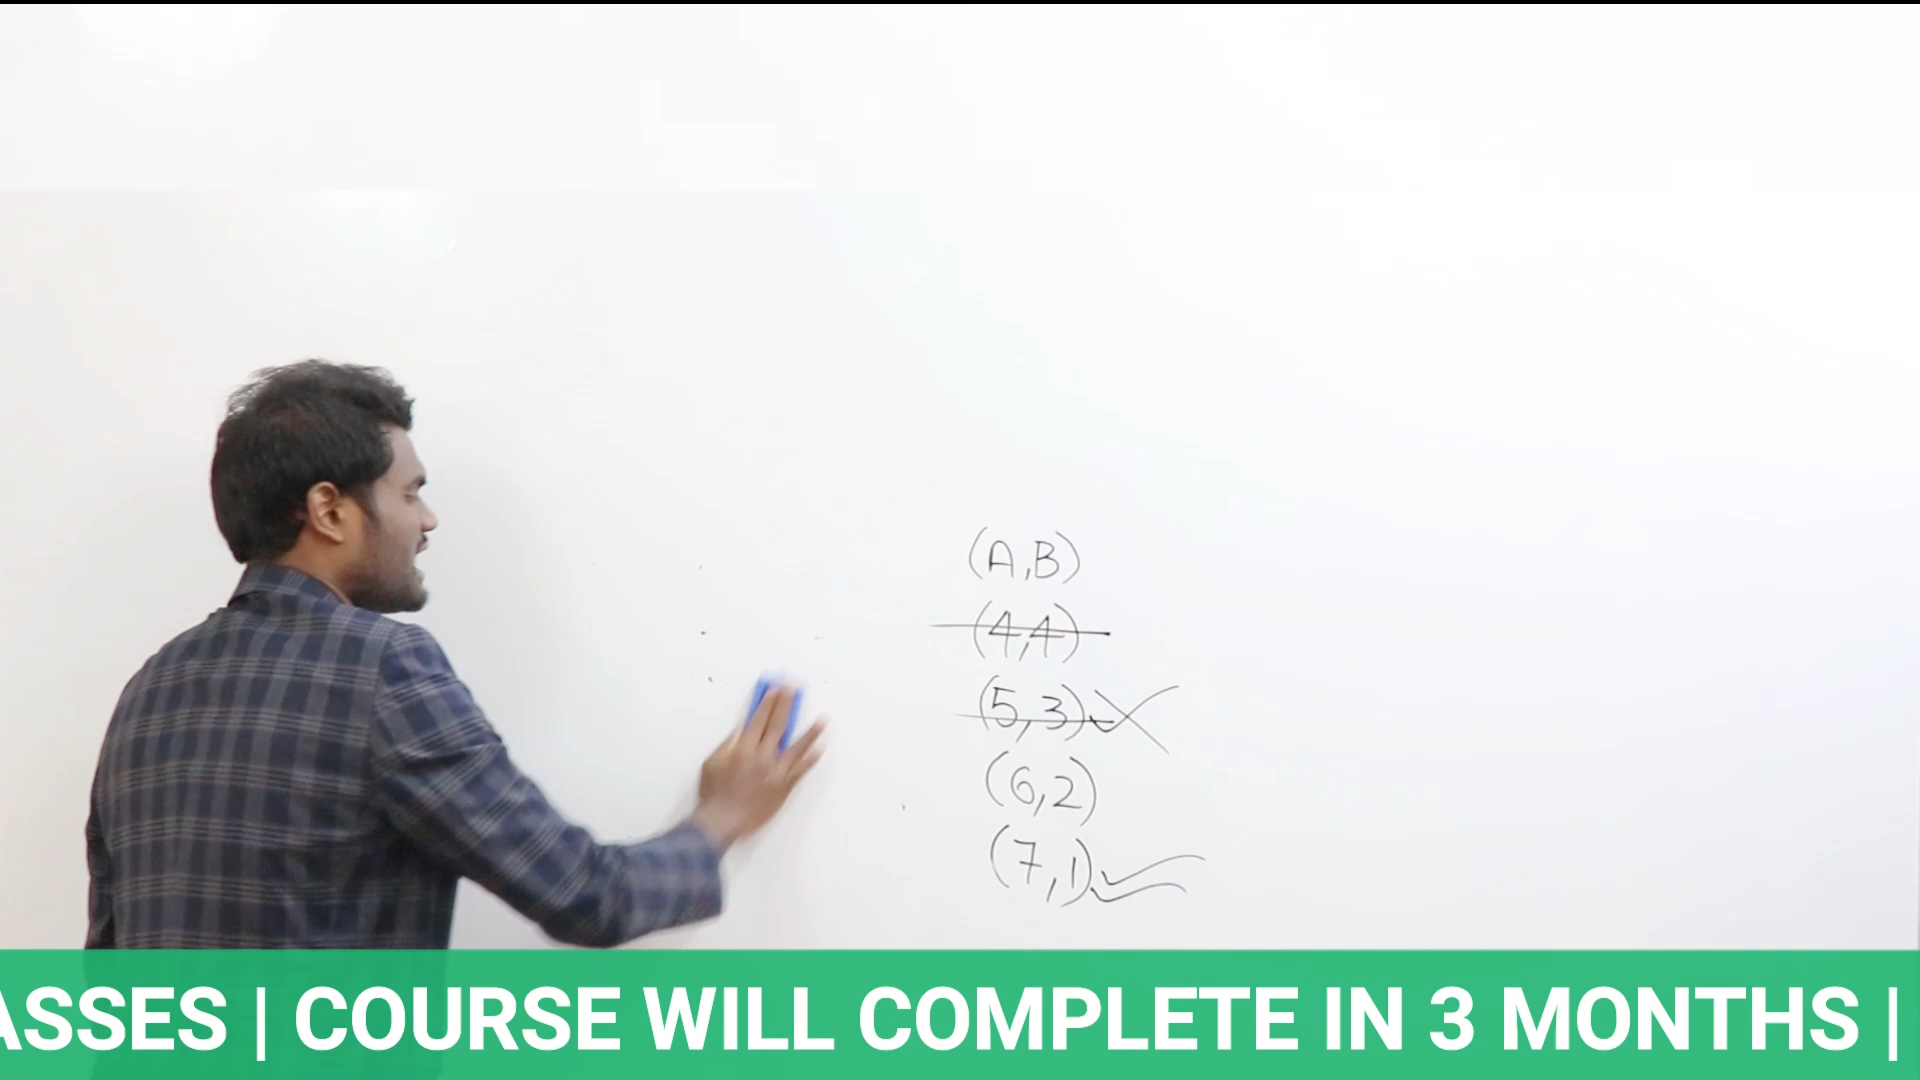 (A,B)
(4,4)
(5,3)
(6,2)
(7,1)
ASSES | COURSE WILL COMPLETE IN 3 MONTHS |